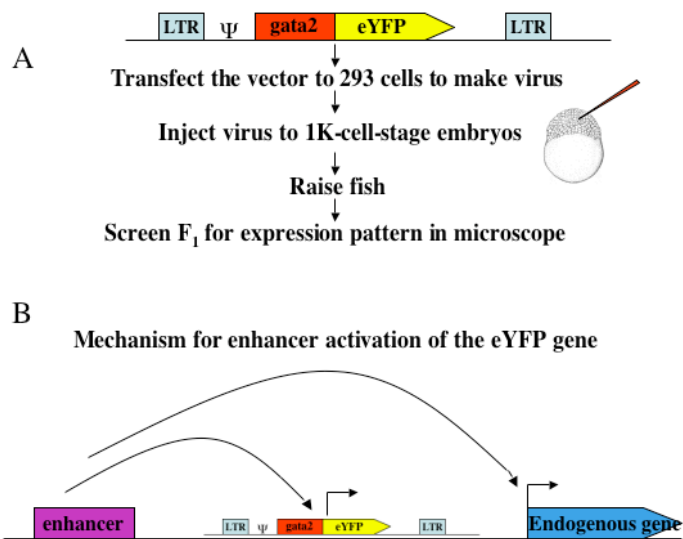 LTR Ψ gata2 eYFP LTR
A
Transfect the vector to 293 cells to make virus
Inject virus to 1K-cell-stage embryos
Raise fish
Screen F1 for expression pattern in microscope
B
Mechanism for enhancer activation of the eYFP gene
enhancer LTR Ψ gata2 eYFP LTR Endogenous gene